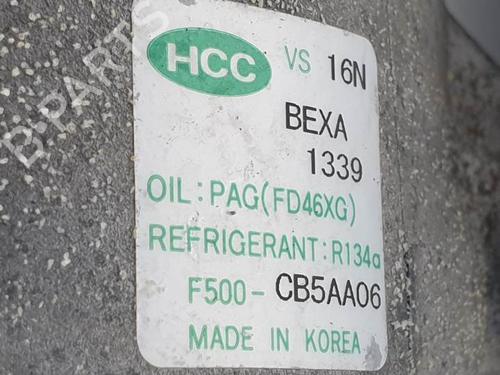 HCC VS 16N
BEXA
1339
OIL : PAG(FD46XG)
REFRIGERANT : R134a
F500 - CB5AA06
MADE IN KOREA
B-PARTS